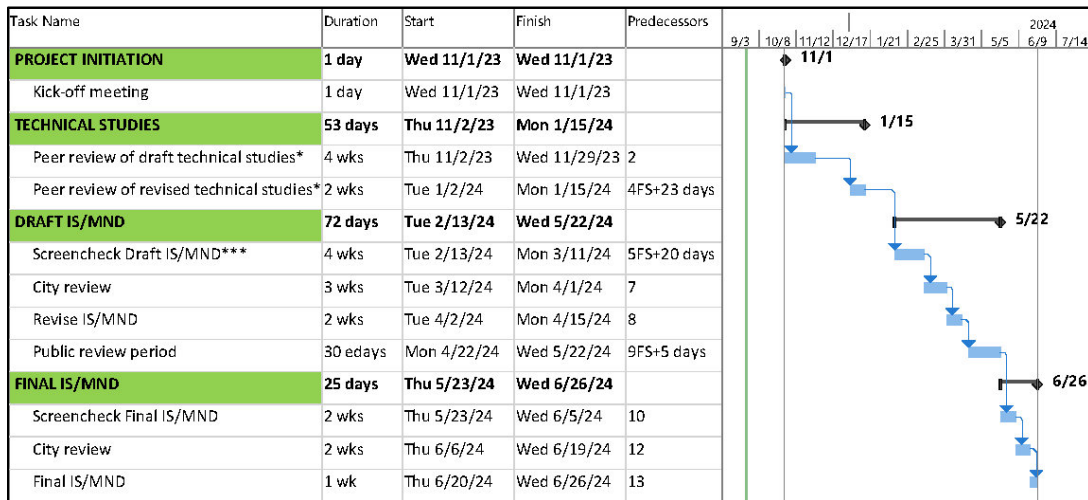 Task Name Duration Start Finish Predecessors 2024
9/3 10/8 11/12 12/17 1/21 2/25 3/31 5/5 6/9 7/14
PROJECT INITIATION 1 day Wed 11/1/23 Wed 11/1/23 11/1
Kick-off meeting 1 day Wed 11/1/23 Wed 11/1/23
TECHNICAL STUDIES 53 days Thu 11/2/23 Mon 1/15/24 1/15
Peer review of draft technical studies* 4 wks Thu 11/2/23 Wed 11/29/23 2
Peer review of revised technical studies* 2 wks Tue 1/2/24 Mon 1/15/24 4FS+23 days
DRAFT IS/MND 72 days Tue 2/13/24 Wed 5/22/24 5/22
Screencheck Draft IS/MND*** 4 wks Tue 2/13/24 Mon 3/11/24 5FS+20 days
City review 3 wks Tue 3/12/24 Mon 4/1/24 7
Revise IS/MND 2 wks Tue 4/2/24 Mon 4/15/24 8
Public review period 30 edays Mon 4/22/24 Wed 5/22/24 9FS+5 days
FINAL IS/MND 25 days Thu 5/23/24 Wed 6/26/24 6/26
Screencheck Final IS/MND 2 wks Thu 5/23/24 Wed 6/5/24 10
City review 2 wks Thu 6/6/24 Wed 6/19/24 12
Final IS/MND 1 wk Thu 6/20/24 Wed 6/26/24 13